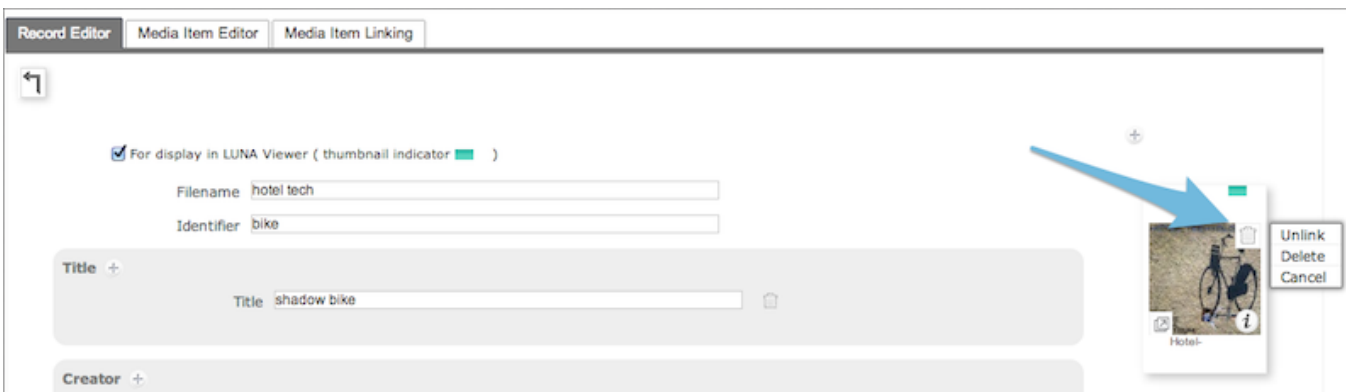 Record Editor
Media Item Editor
Media Item Linking
For display in LUNA Viewer ( thumbnail indicator )
Filename hotel tech
Identifier bike
Unlink
Title
Delete
Cancel
Title shadow bike
Hotel-
Creator